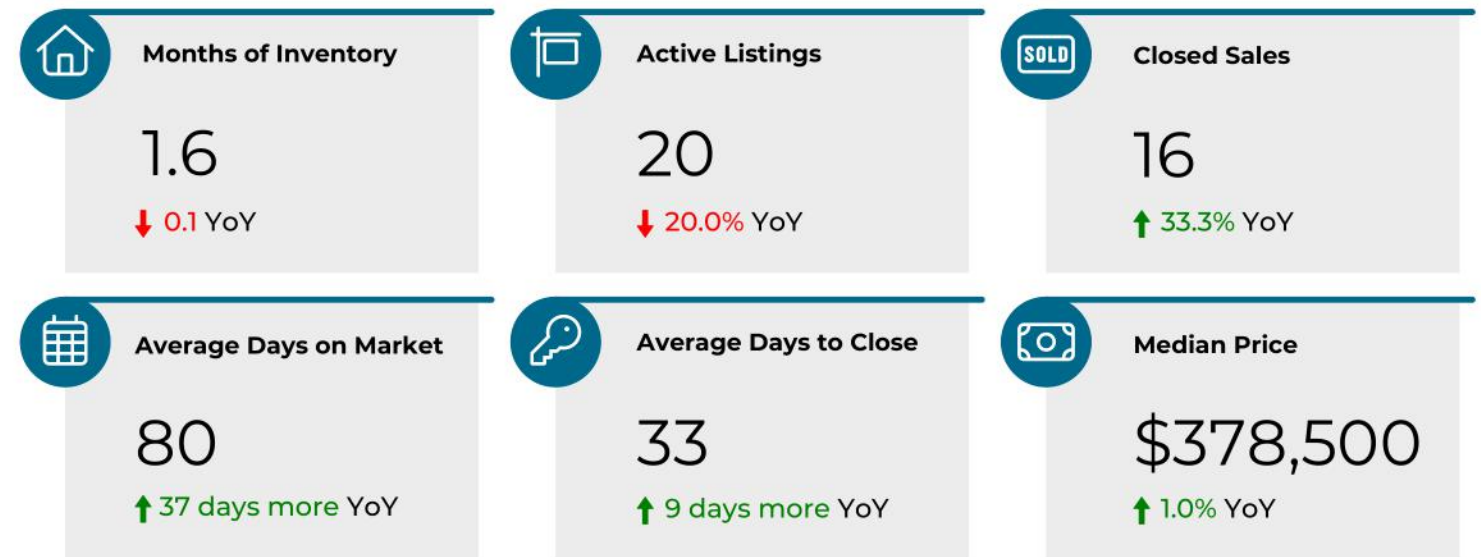 Months of Inventory
1.6
↓ 0.1 YoY
Active Listings
20
↓ 20.0% YoY
SOLD
Closed Sales
16
↑ 33.3% YoY
Average Days on Market
80
↑ 37 days more YoY
Average Days to Close
33
↑ 9 days more YoY
Median Price
$378,500
↑ 1.0% YoY